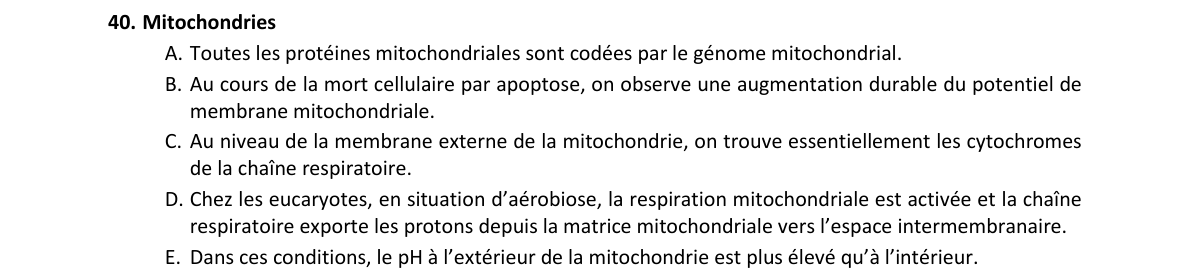 40. Mitochondries
A. Toutes les protéines mitochondriales sont codées par le génome mitochondrial.
B. Au cours de la mort cellulaire par apoptose, on observe une augmentation durable du potentiel de
membrane mitochondriale.
C. Au niveau de la membrane externe de la mitochondrie, on trouve essentiellement les cytochromes
de la chaîne respiratoire.
D. Chez les eucaryotes, en situation d’aérobiose, la respiration mitochondriale est activée et la chaîne
respiratoire exporte les protons depuis la matrice mitochondriale vers l’espace intermembranaire.
E. Dans ces conditions, le pH à l’extérieur de la mitochondrie est plus élevé qu’à l’intérieur.